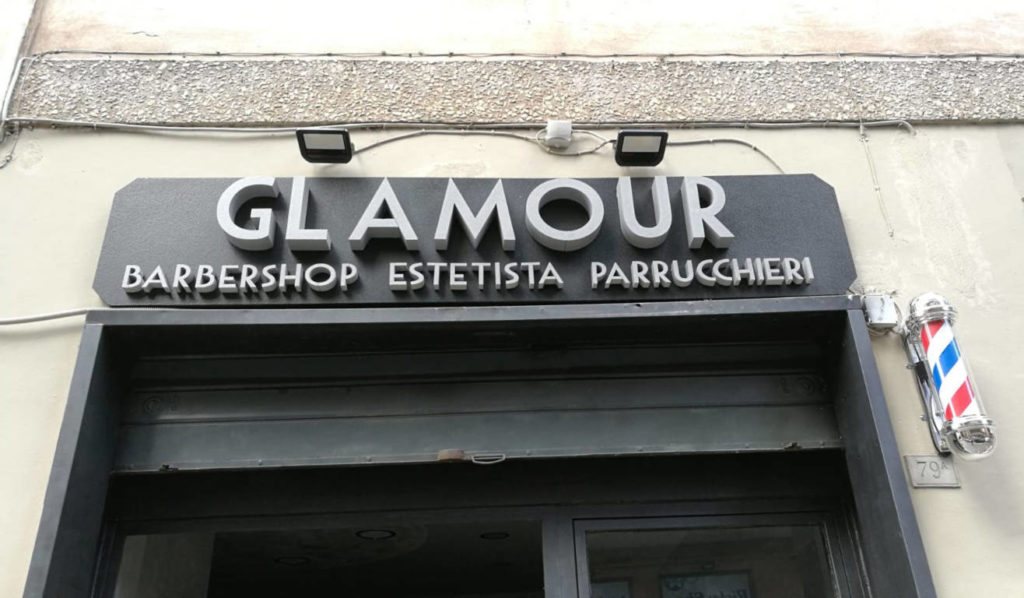 GLAMOUR
BARBERSHOP ESTETISTA PARRUCCHIERI
79A